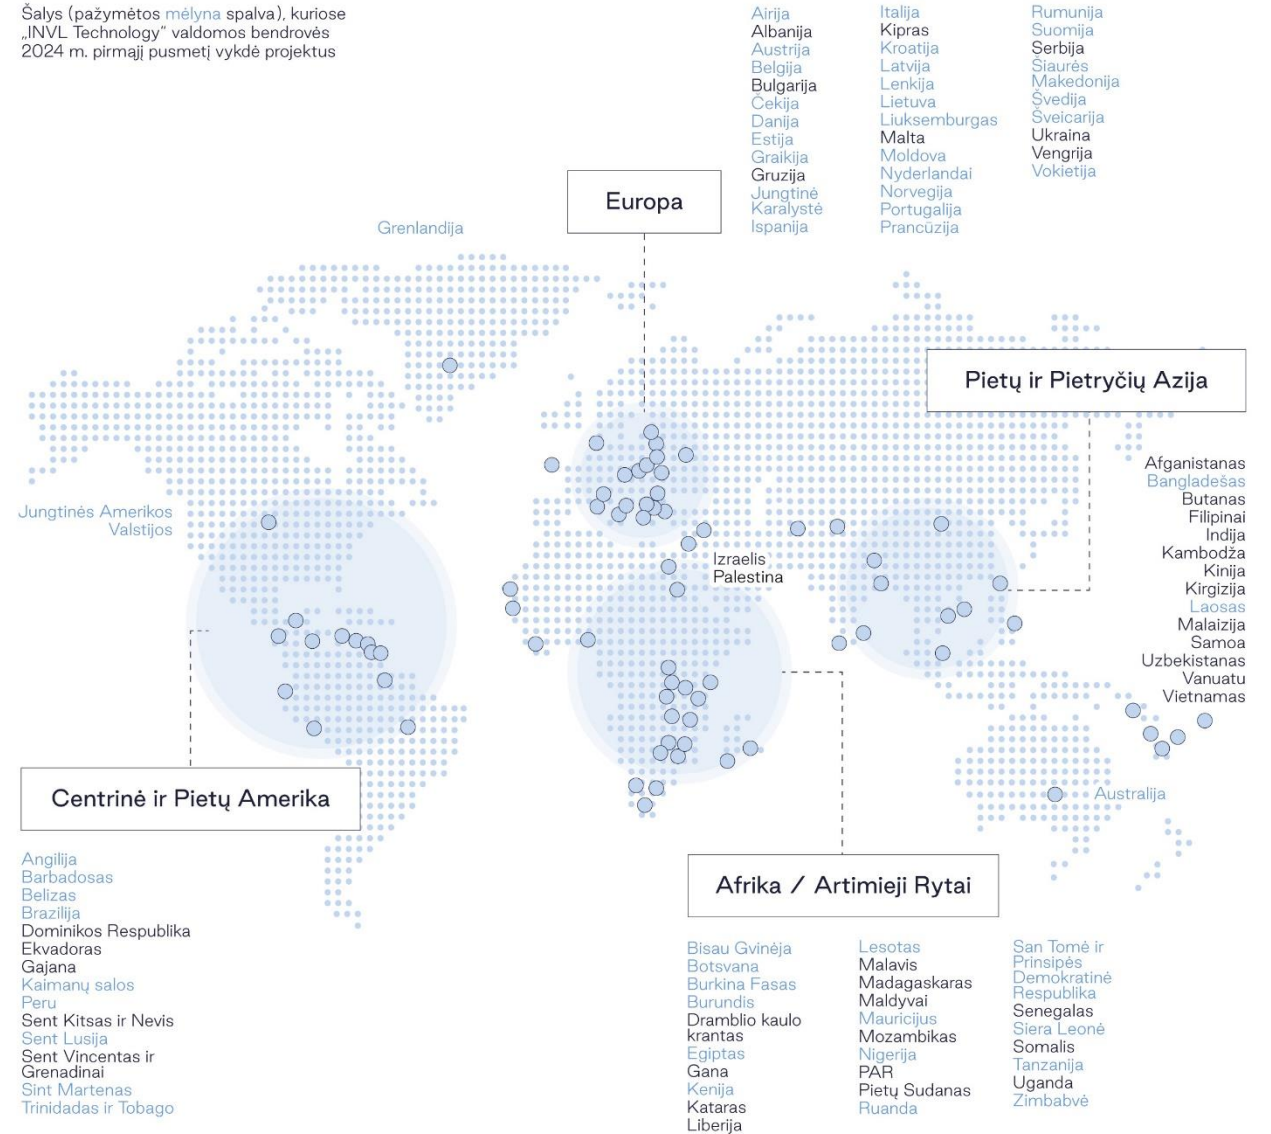 Šalys (pažymėtos mėlyna spalva), kuriose
„INVL Technology“ valdomos bendrovės
2024 m. pirmąjį pusmetį vykdė projektus
Airija
Albanija
Austrija
Belgija
Bulgarija
Čekija
Danija
Estija
Graikija
Gruzija
Jungtinė
Karalystė
Ispanija
Italija
Kipras
Kroatija
Latvija
Lenkija
Lietuva
Liuksemburgas
Malta
Moldova
Nyderlandai
Norvegija
Portugalija
Prancūzija
Rumunija
Suomija
Serbija
Šiaurės
Makedonija
Švedija
Šveicarija
Ukraina
Vengrija
Vokietija
Europa
Grenlandija
Pietų ir Pietryčių Azija
Afganistanas
Bangladešas
Butanas
Filipinai
Indija
Kambodža
Kinija
Kirgizija
Laosas
Malaizija
Samoa
Uzbekistanas
Vanuatu
Vietnamas
Jungtinės Amerikos
Valstijos
Izraelis
Palestina
Australija
Centrinė ir Pietų Amerika
Angilija
Barbadosas
Belizas
Brazilija
Dominikos Respublika
Ekvadoras
Gajana
Kaimanų salos
Peru
Sent Kitsas ir Nevis
Sent Lusija
Sent Vincentas ir
Grenadinai
Sint Martenas
Trinidadas ir Tobago
Afrika / Artimieji Rytai
Bisau Gvinėja
Botsvana
Burkina Fasas
Burundis
Dramblio kaulo
krantas
Egiptas
Gana
Kenija
Kataras
Liberija
Lesotas
Malavis
Madagaskaras
Maldyvai
Mauricijus
Mozambikas
Nigerija
PAR
Pietų Sudanas
Ruanda
San Tomė ir
Prinsipės
Demokratinė
Respublika
Senegalas
Siera Leonė
Somalis
Tanzanija
Uganda
Zimbabvė